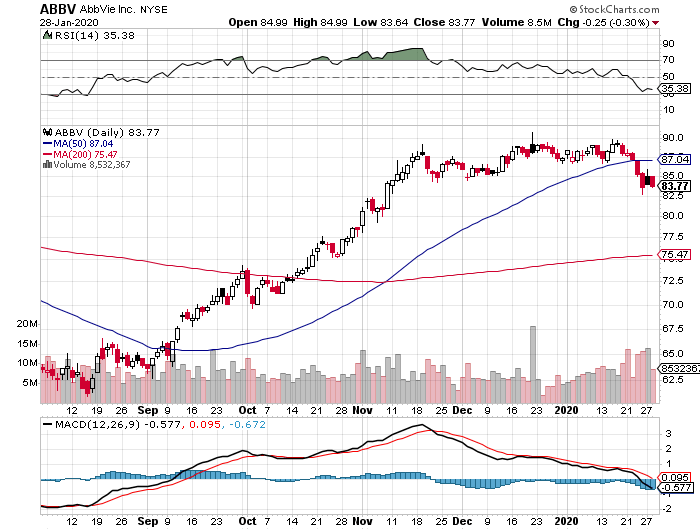 ABBV AbbVie Inc. NYSE © StockCharts.com
28-Jan-2020 Open 84.99 High 84.99 Low 83.64 Close 83.77 Volume 8.5M Chg -0.25 (-0.30%)
RSI(14) 35.38
90
70
50
35.38
30
10
ABBV (Daily) 83.77
MA(50) 87.04
MA(200) 75.47
Volume 8,532,367
90.0
87.04
85.0
83.77
82.5
80.0
77.5
75.47
72.5
70.0
67.5
65.0
8532367
62.5
20M
15M
10M
5M
12 19 26 Sep 9 16 23 Oct 7 14 21 28 Nov 11 18 25 Dec 9 16 23 2020 13 21 27
MACD(12,26,9) -0.577, 0.095, -0.672
3
2
1
0.095
-0.577
-1
-2
12 19 26 Sep 9 16 23 Oct 7 14 21 28 Nov 11 18 25 Dec 9 16 23 2020 13 21 27